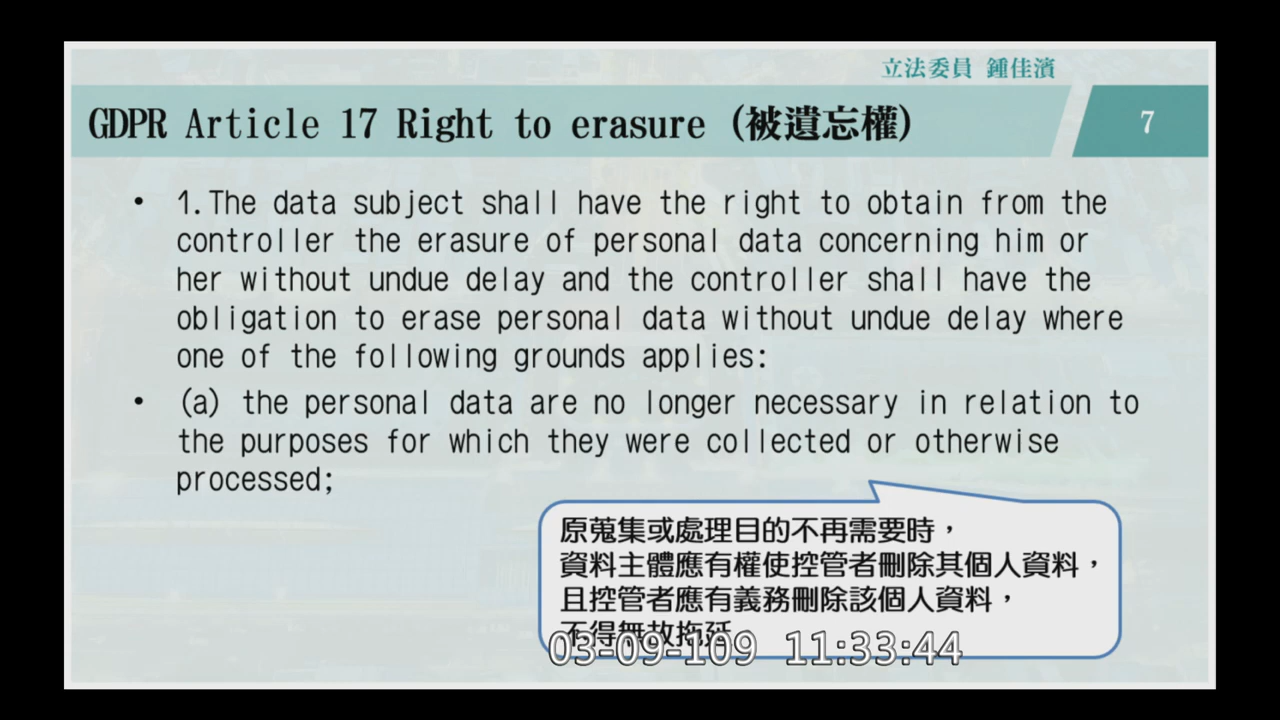 立法委員 鍾佳濱
GDPR Article 17 Right to erasure (被遺忘權)
7
• 1.The data subject shall have the right to obtain from the
controller the erasure of personal data concerning him or
her without undue delay and the controller shall have the
obligation to erase personal data without undue delay where
one of the following grounds applies:
• (a) the personal data are no longer necessary in relation to
the purposes for which they were collected or otherwise
processed;
原蒐集或處理目的不再需要時，
資料主體應有權使控管者刪除其個人資料，
且控管者應有義務刪除該個人資料，
不得無故拖延
03-09-109 11:33:44